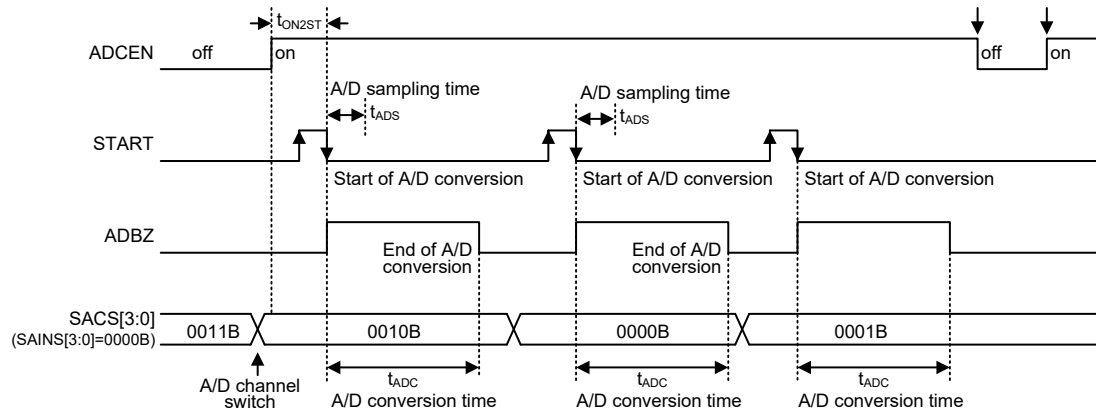 tON2ST
ADCEN
off
on
off
on
A/D sampling time
tADS
A/D sampling time
tADS
START
Start of A/D conversion
Start of A/D conversion
Start of A/D conversion
ADBZ
End of A/D
conversion
End of A/D
conversion
SACS[3:0]
(SAINS[3:0]=0000B)
0011B
0010B
0000B
0001B
A/D channel
switch
tADC
A/D conversion time
tADC
A/D conversion time
tADC
A/D conversion time